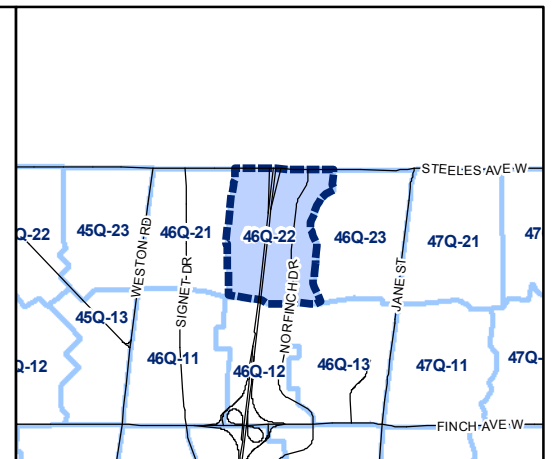 STEELES AVE W
Q-22
45Q-23
WESTON RD
46Q-21
SIGNET DR
46Q-22
NORFINCH DR
46Q-23
JANE ST
47Q-21
47
45Q-13
Q-12
46Q-11
46Q-12
46Q-13
47Q-11
47Q-
FINCH AVE W